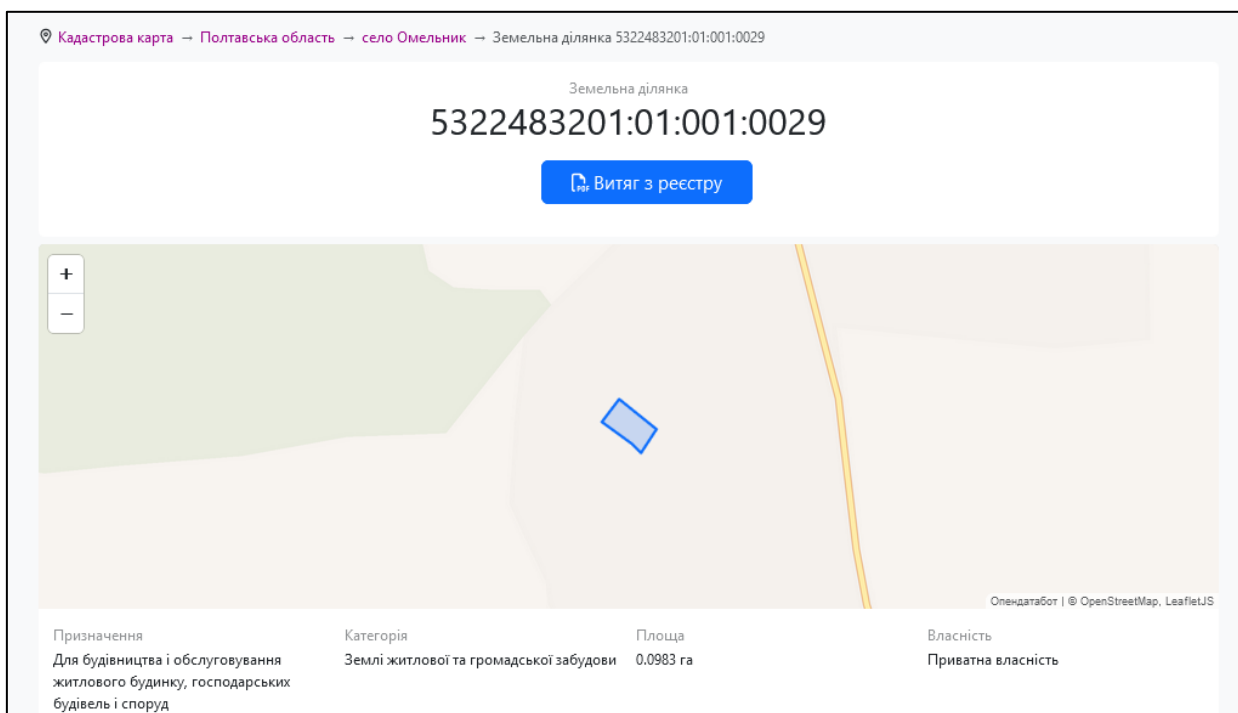 Кадастрова карта → Полтавська область → село Омельник → Земельна ділянка 5322483201:01:001:0029
Земельна ділянка
5322483201:01:001:0029
PDF Витяг з реєстру
+
−
Опендатабот | © OpenStreetMap, LeafletJS
Призначення
Для будівництва і обслуговування
житлового будинку, господарських
будівель і споруд
Категорія
Землі житлової та громадської забудови
Площа
0.0983 га
Власність
Приватна власність